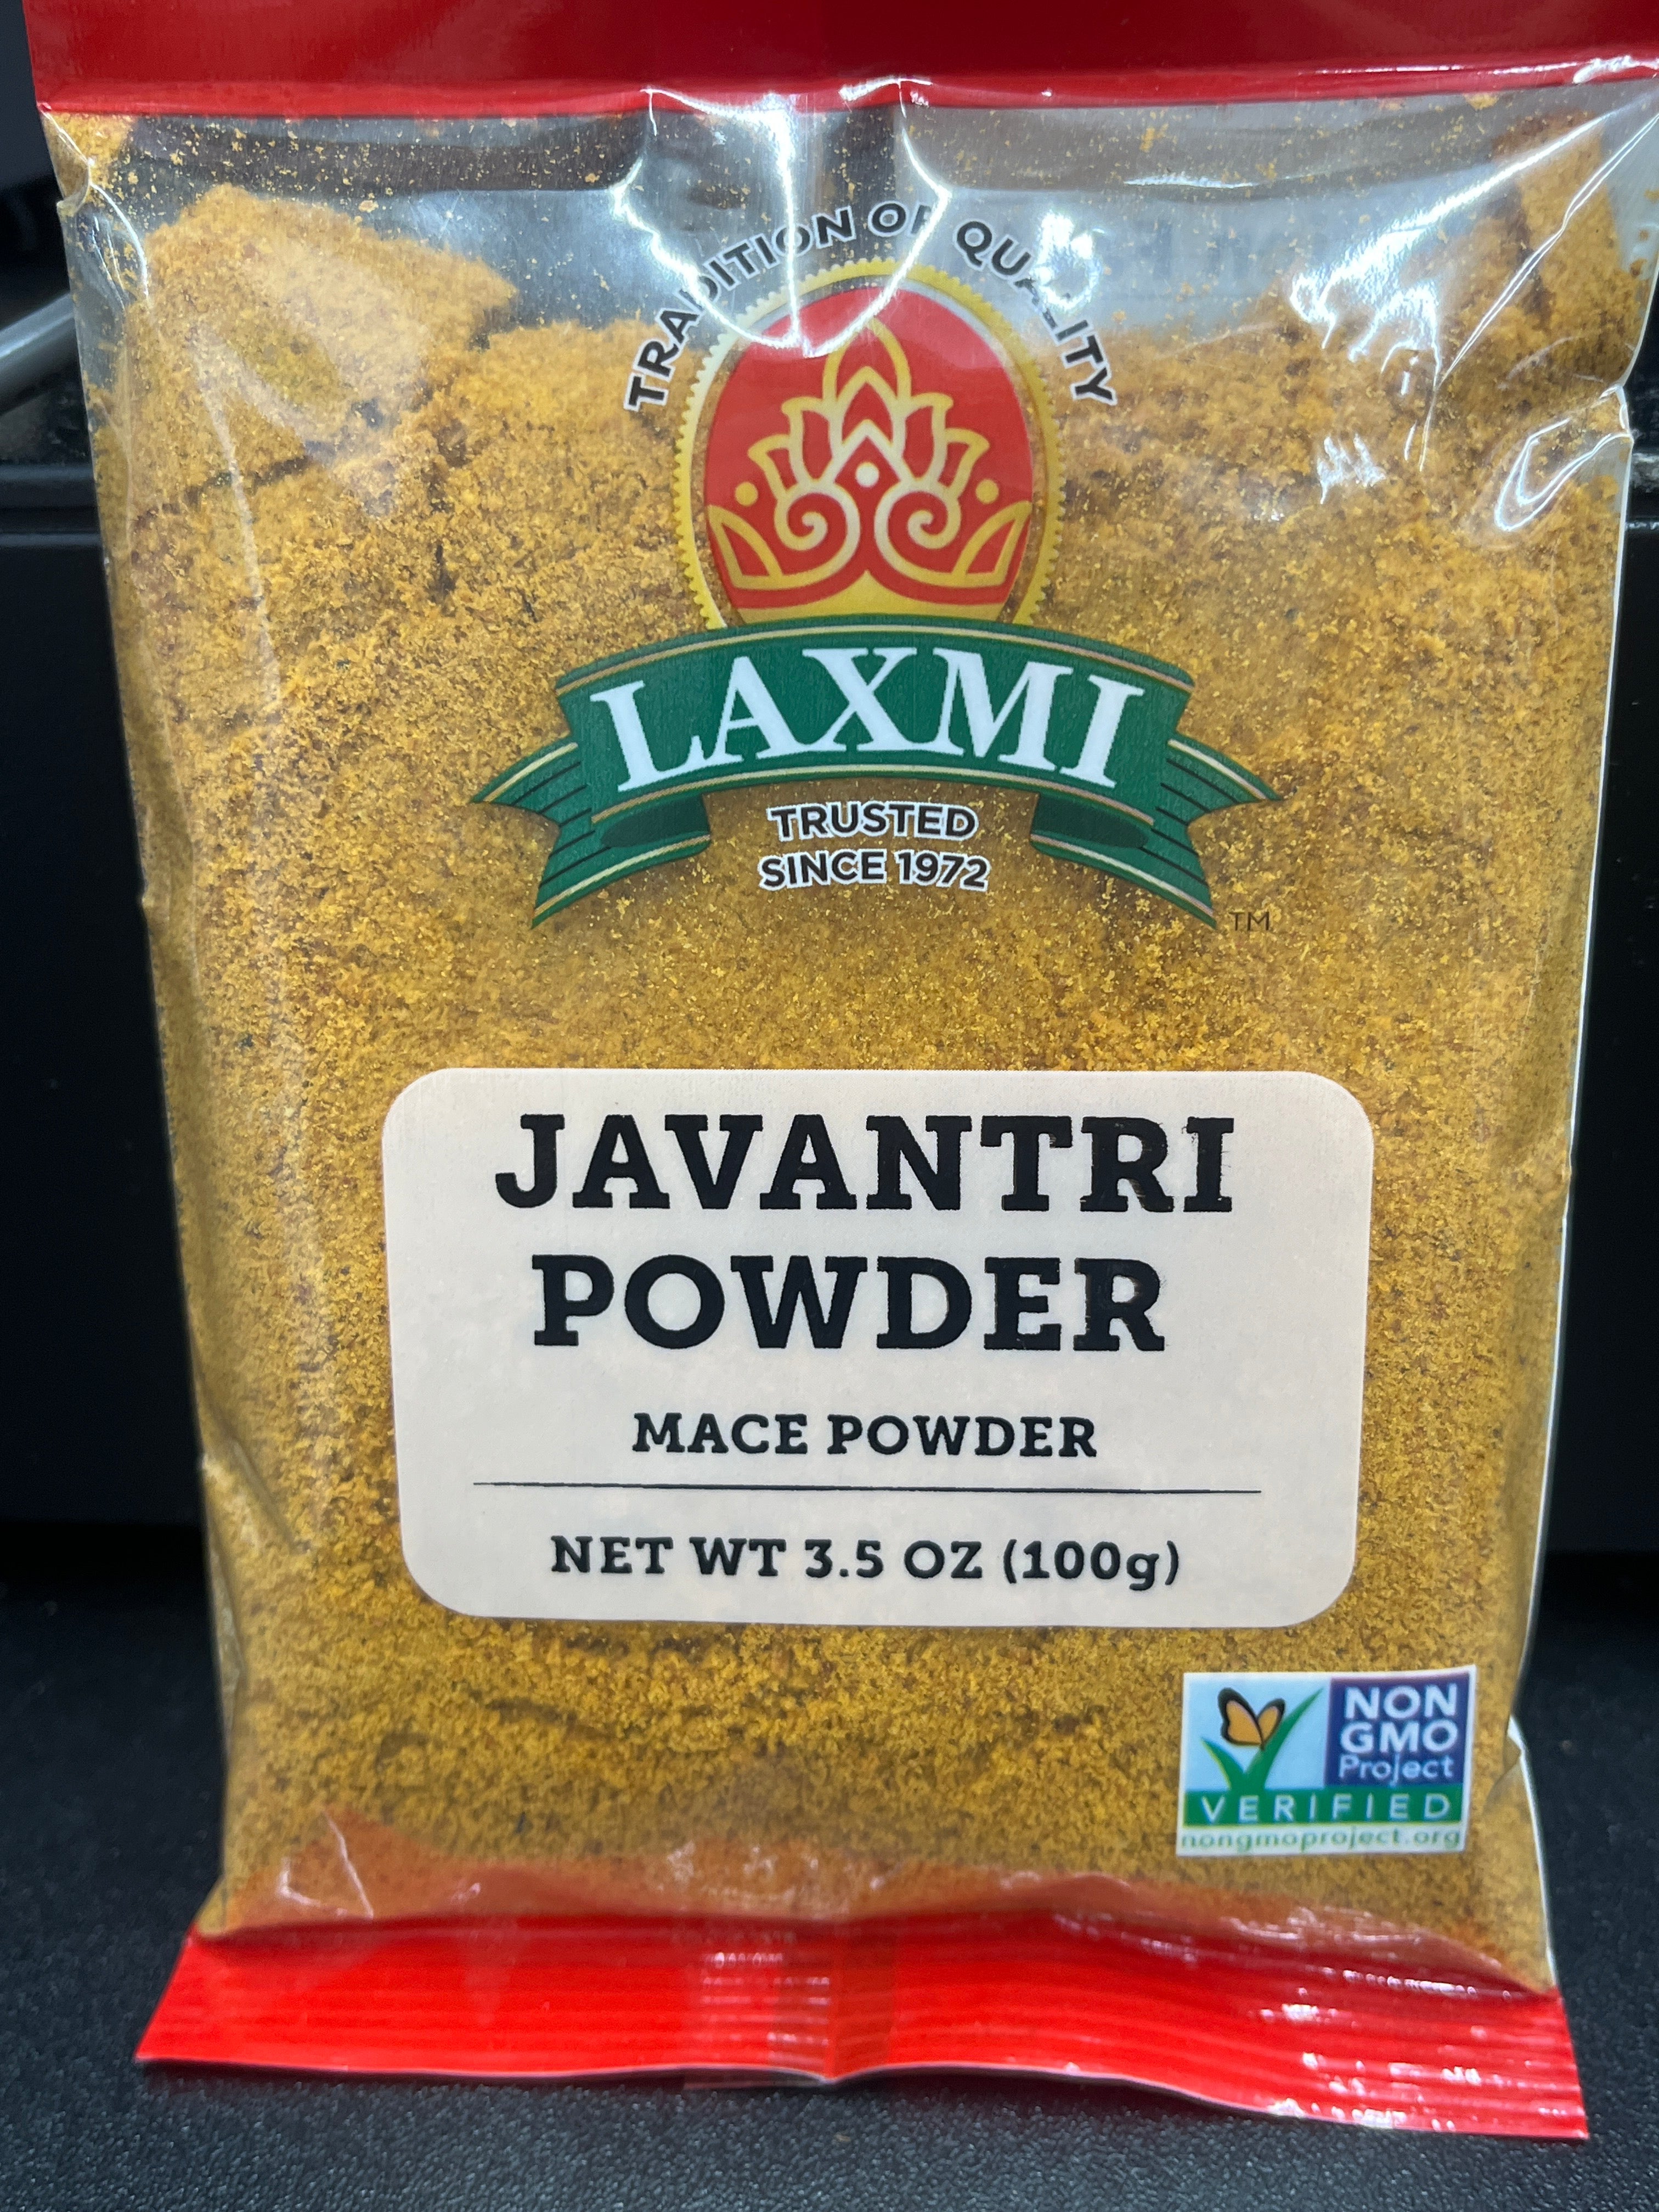 TRADITION OF QUALITY
LAXMI
TRUSTED
SINCE 1972
TM
JAVANTRI
POWDER
MACE POWDER
NET WT 3.5 OZ (100g)
NON
GMO
Project
VERIFIED
nongmoproject.org